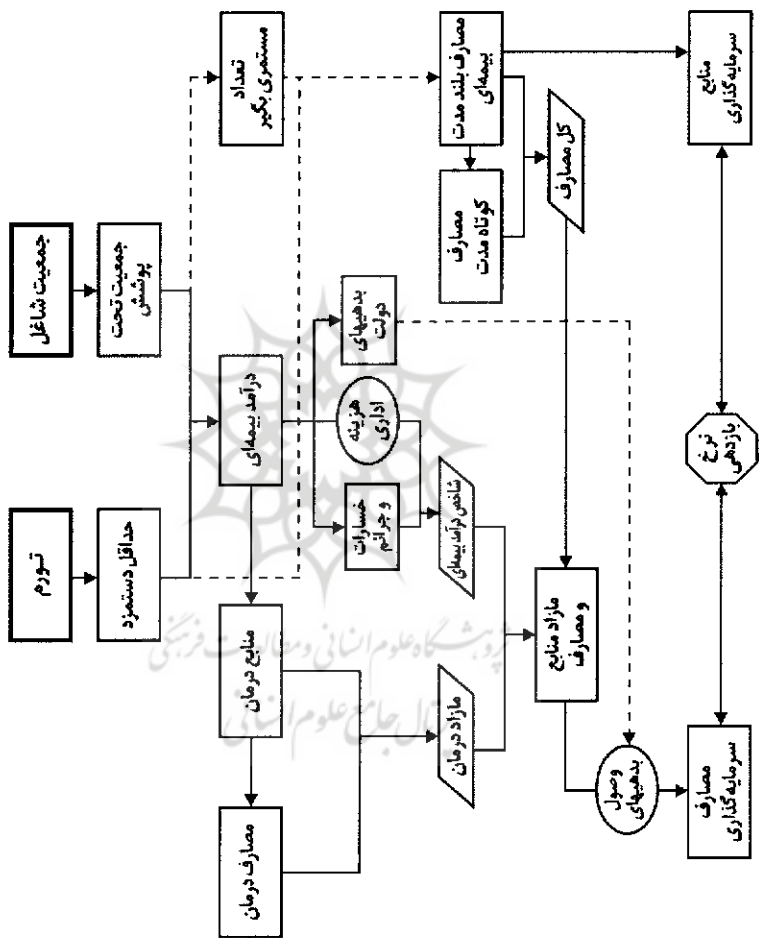 جمعیت شاغل
تورم
جمعیت تحت
پوشش
حداقل دستمزد
تعداد
مستمری بگیر
درآمد بیمه‌ای
منابع درمان
مصارف درمان
بدهیهای
دولت
هزینه
اداری
خسارات
و جرائم
مصارف بلند مدت
بیمه‌ای
مصارف
کوتاه مدت
شاخص درآمد بیمه‌ای
مازاد درمان
کل مصارف
مازاد منابع
و مصارف
وصول
بدهیهای
منابع
سرمایه‌گذاری
نرخ
بازدهی
مصارف
سرمایه‌گذاری
پژوهشگاه علوم انسانی و مطالعات فرهنگی
پرتال جامع علوم انسانی